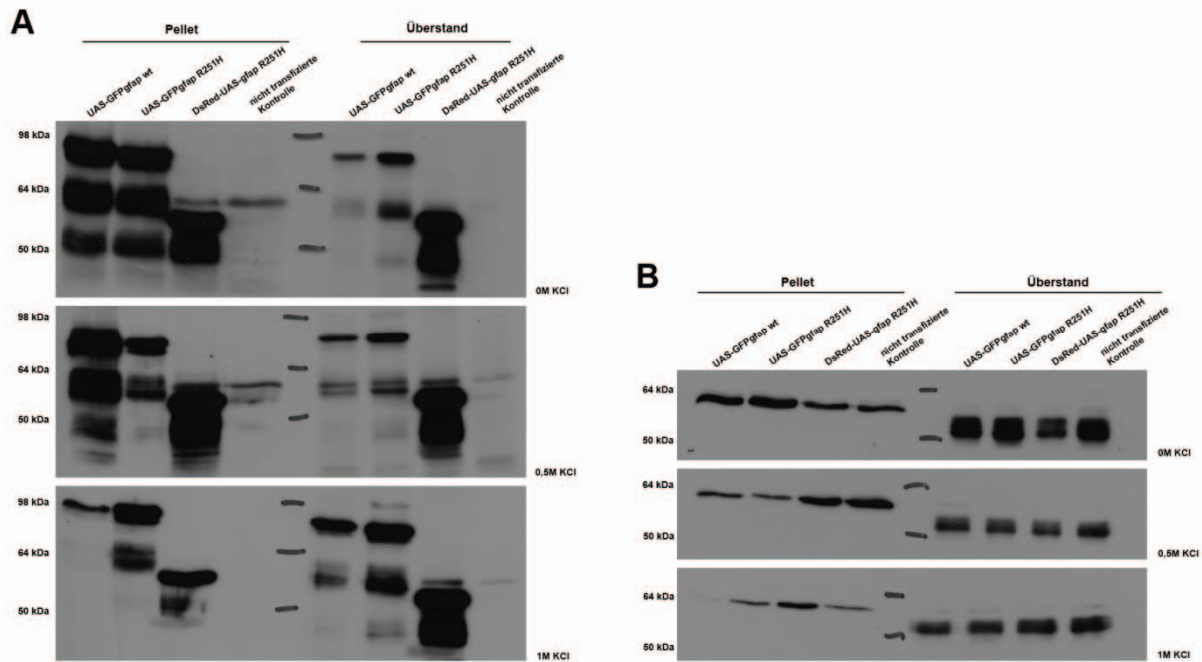 A
Pellet
Überstand
UAS-GFPgfap wt
UAS-GFPgfap R251H
DsRed-UAS-gfap R251H
nicht transfizierte
Kontrolle
UAS-GFPgfap wt
UAS-GFPgfap R251H
DsRed-UAS-gfap R251H
nicht transfizierte
Kontrolle
98 kDa
64 kDa
50 kDa
0M KCl
98 kDa
64 kDa
50 kDa
0,5M KCl
98 kDa
64 kDa
50 kDa
1M KCl
B
Pellet
Überstand
UAS-GFPgfap wt
UAS-GFPgfap R251H
DsRed-UAS-gfap R251H
nicht transfizierte
Kontrolle
UAS-GFPgfap wt
UAS-GFPgfap R251H
DsRed-UAS-gfap R251H
nicht transfizierte
Kontrolle
64 kDa
50 kDa
0M KCl
64 kDa
50 kDa
0,5M KCl
64 kDa
50 kDa
1M KCl